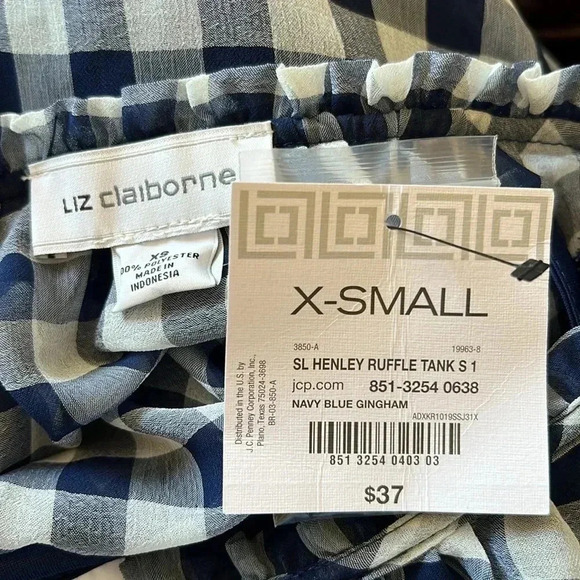 LIZ claiborne
XS
100% POLYESTER
MADE IN
INDONESIA
X-SMALL
3850-A 19963-8
SL HENLEY RUFFLE TANK S 1
jcp.com 851-3254 0638
NAVY BLUE GINGHAM
ADXKR1019SSJ31X
851 3254 0403 03
$37
Distributed in the U.S. by
J.C. Penney Corporation, Inc.,
Plano, Texas 75024-3698
BR-03-850-A